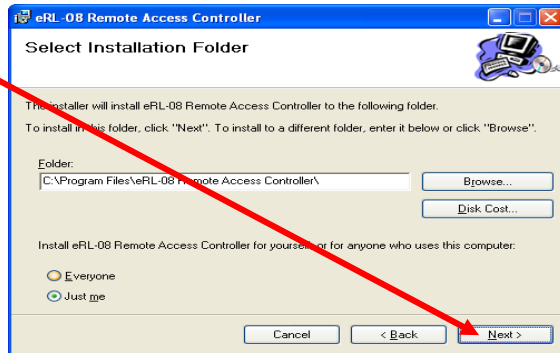 eRL-08 Remote Access Controller
Select Installation Folder
The installer will install eRL-08 Remote Access Controller to the following folder.
To install in this folder, click "Next". To install to a different folder, enter it below or click "Browse".
Folder:
C:\Program Files\eRL-08 Remote Access Controller\
Browse...
Disk Cost...
Install eRL-08 Remote Access Controller for yourself, or for anyone who uses this computer:
Everyone
Just me
Cancel
< Back
Next >